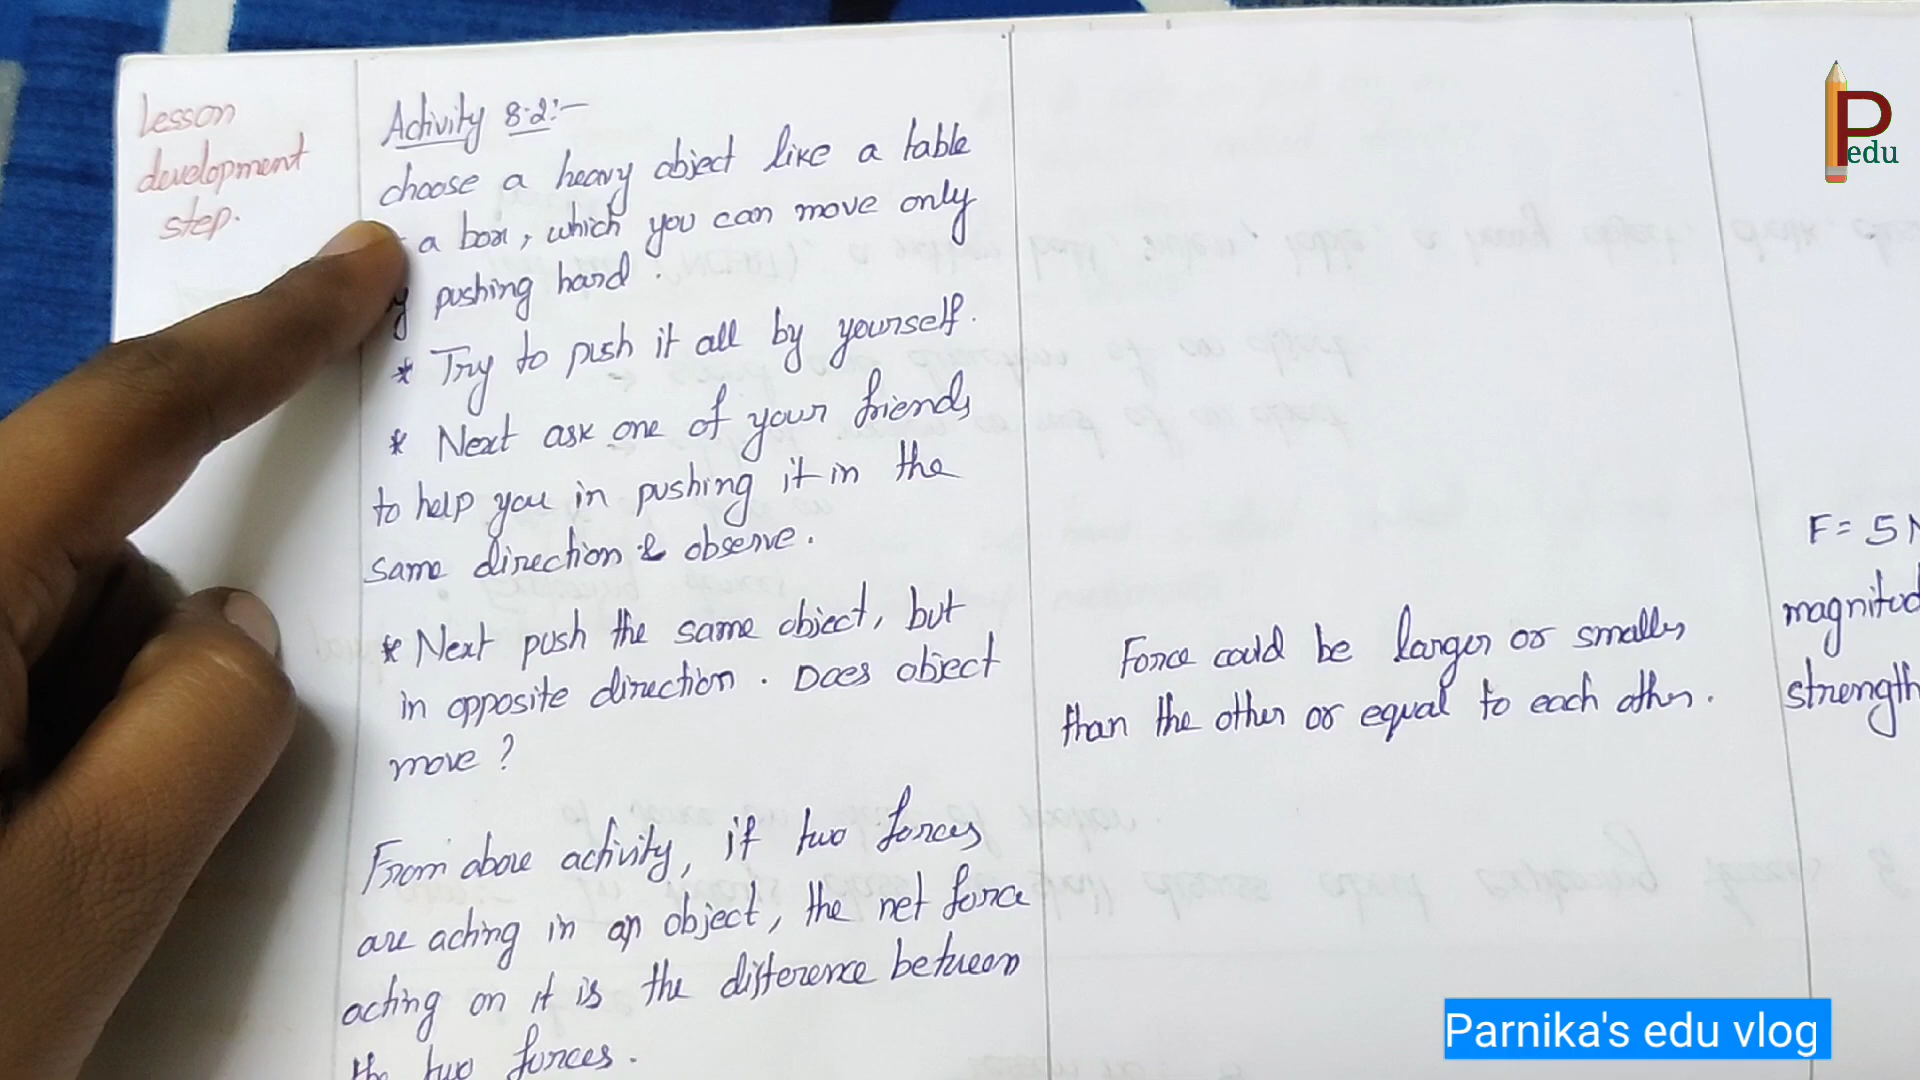 Lesson
development
step.
Activity 8.2:-
choose a heavy object like a table
a box, which you can move only
pushing hard.
* Try to push it all by yourself.
* Next ask one of your friends
to help you in pushing it in the
same direction & observe.
* Next push the same object, but
in opposite direction. Does object
move?
From above activity, if two forces
are acting in an object, the net force
acting on it is the difference between
the two forces.
Force could be larger or smaller
than the other or equal to each other.
F = 5
magnitud
strength
P
edu
Parnika's edu vlog